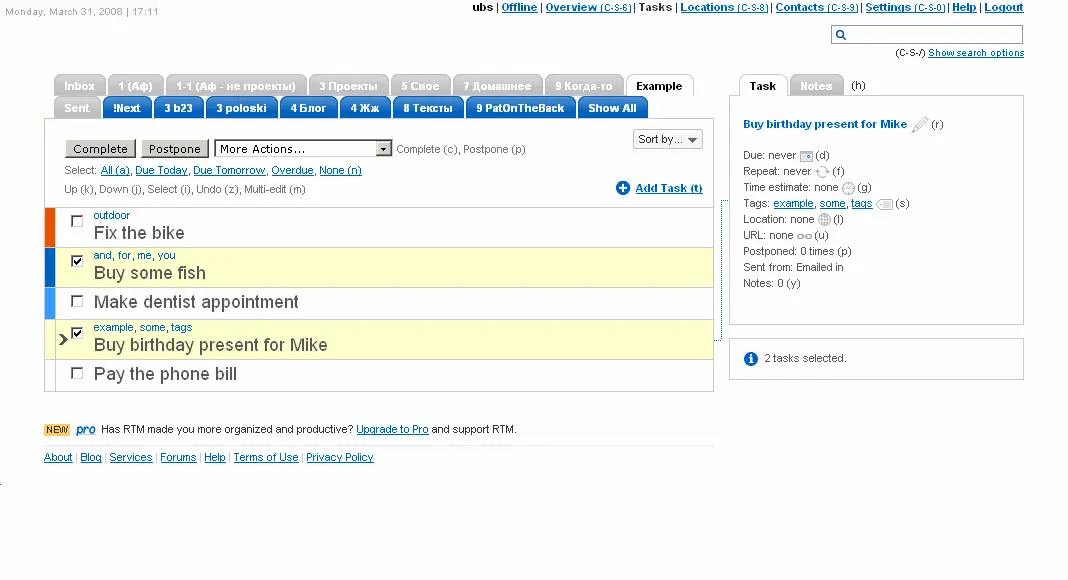 Monday, March 31, 2008 | 17:11
ubs | Offline | Overview (C-S-6) | Tasks | Locations (C-S-8) | Contacts (C-S-9) | Settings (C-S-0) | Help | Logout
(C-S-/) Show search options
Inbox 1 (Аф) 1-1 (Аф - не проекты) 3 Проекты 5 Своё 7 Домашнее 9 Когда-то Example
Sent !Next 3 b23 3 poloski 4 Блог 4 Жж 8 Тексты 9 PatOnTheBack Show All
Complete Postpone More Actions... Complete (c), Postpone (p) Sort by...
Select: All (a), Due Today, Due Tomorrow, Overdue, None (n)
Up (k), Down (j), Select (i), Undo (z), Multi-edit (m) Add Task (t)
outdoor
Fix the bike
and, for, me, you
Buy some fish
Make dentist appointment
example, some, tags
Buy birthday present for Mike
Pay the phone bill
Task Notes (h)
Buy birthday present for Mike (r)
Due: never (d)
Repeat: never (f)
Time estimate: none (g)
Tags: example, some, tags (s)
Location: none (l)
URL: none (u)
Postponed: 0 times (p)
Sent from: Emailed in
Notes: 0 (y)
2 tasks selected.
NEW pro Has RTM made you more organized and productive? Upgrade to Pro and support RTM.
About | Blog | Services | Forums | Help | Terms of Use | Privacy Policy